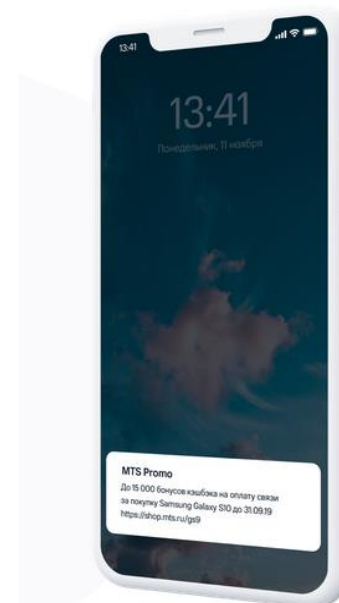 13:41
13:41
Понедельник, 11 ноября
MTS Promo
До 15 000 бонусов кэшбэка на оплату связи
за покупку Samsung Galaxy S10 до 31.09.19
https://shop.mts.ru/gs9